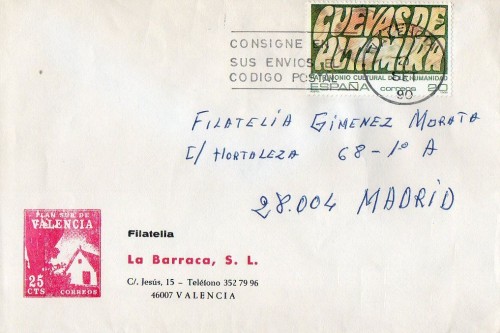 CONSIGNE EN
SUS ENVIOS EL
CODIGO POSTAL
CUEVAS DE
ALTAMIRA
PATRIMONIO CULTURAL DE LA HUMANIDAD
ESPAÑA correos 20
90
FILATELIA GIMENEZ MORATA
C/ HORTALEZA 68-1º A
28.004 MADRID
PLAN SUR DE
VALENCIA
25
CTS CORREOS
Filatelia
La Barraca, S. L.
C/. Jesús, 15 - Teléfono 352 79 96
46007 VALENCIA